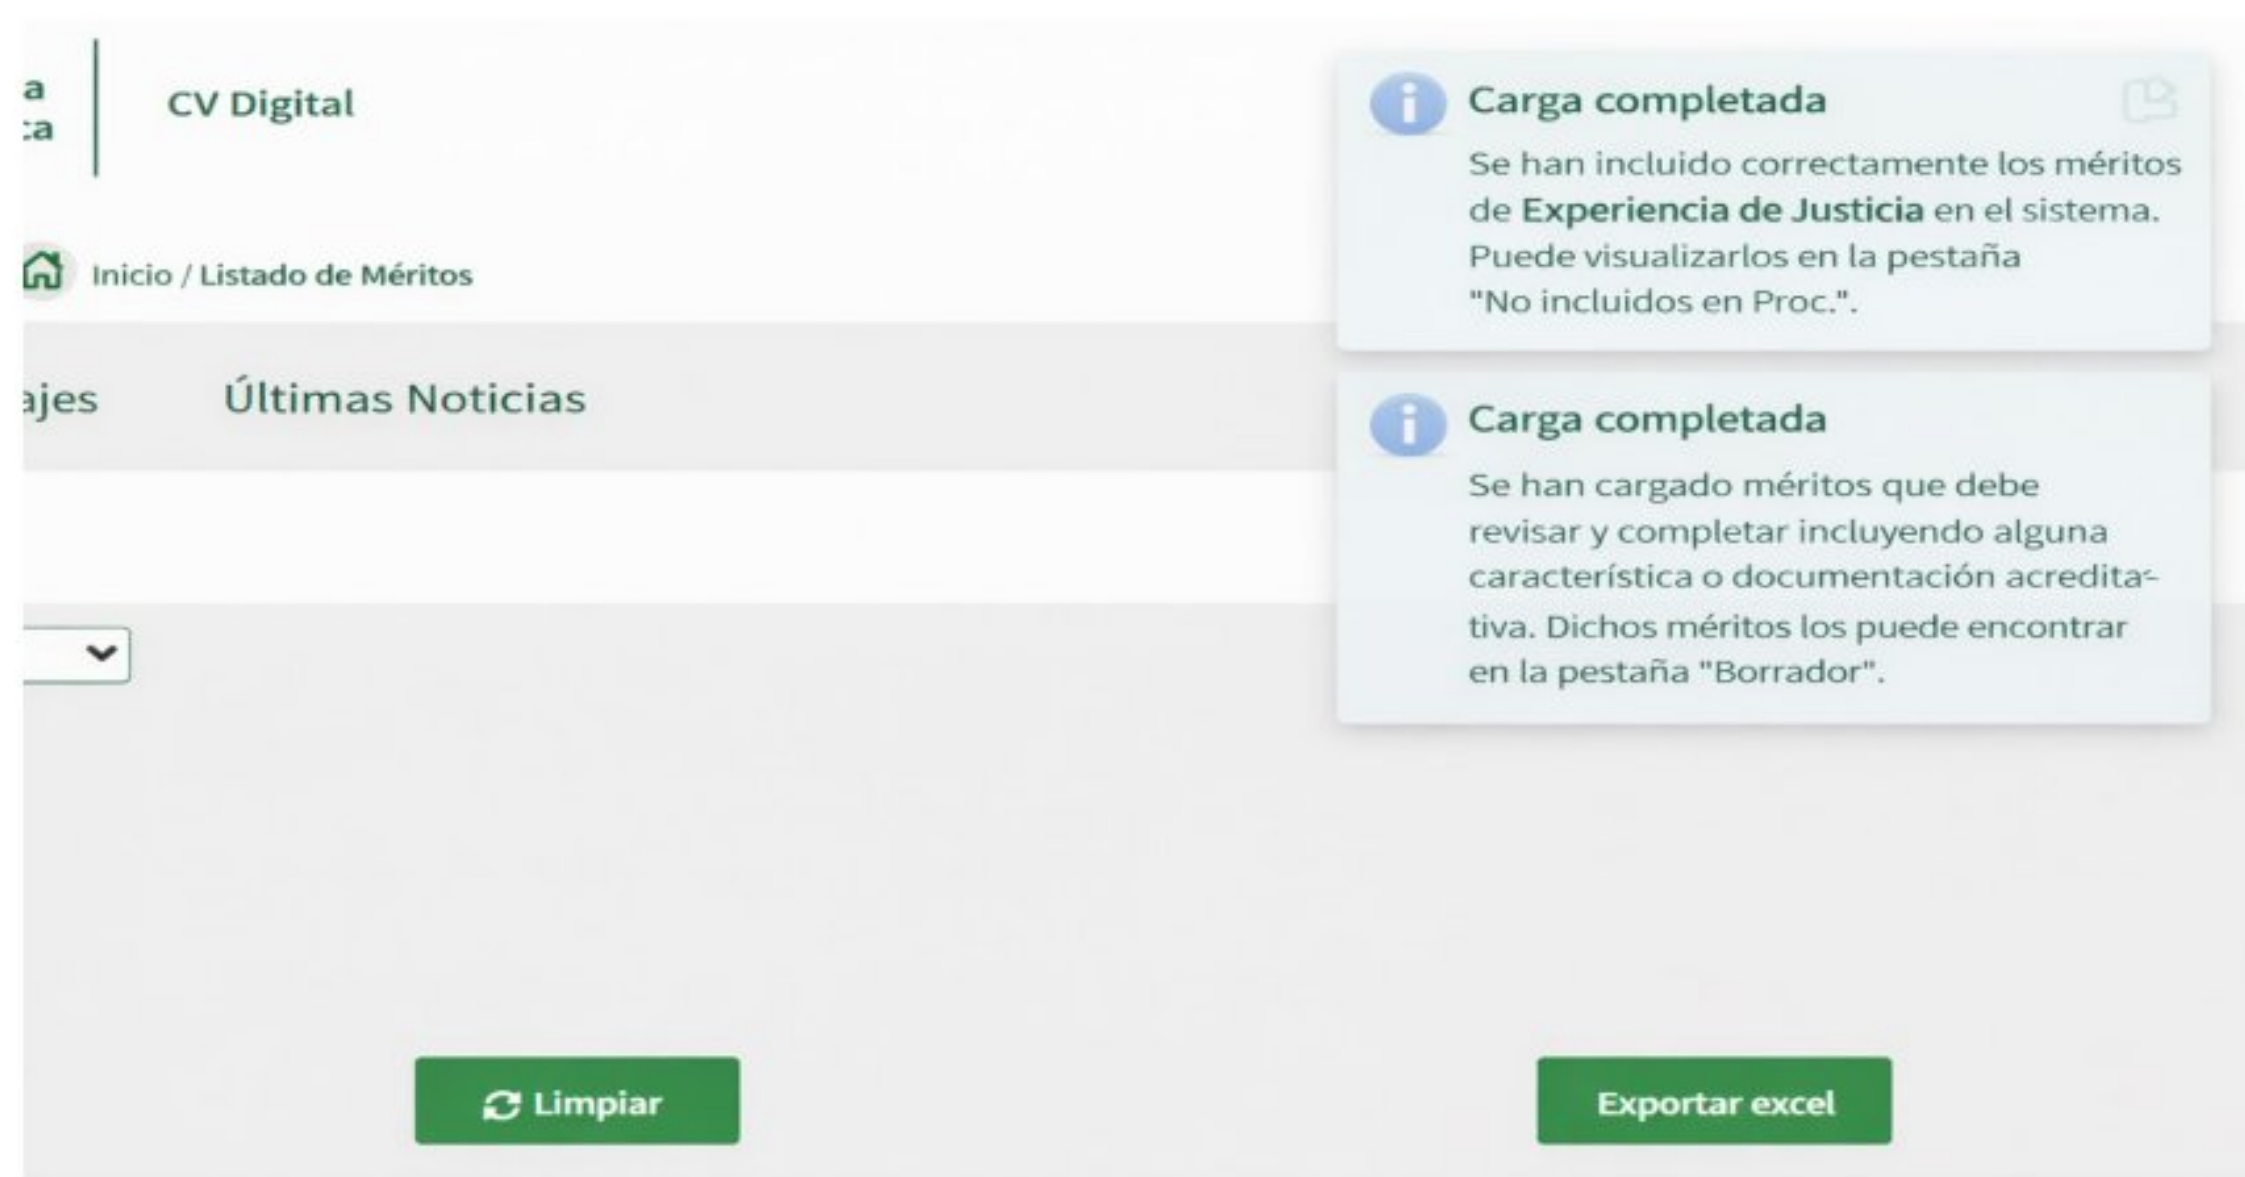 a
ca
CV Digital
Inicio / Listado de Méritos
ajes
Últimas Noticias
Carga completada
Se han incluido correctamente los méritos
de Experiencia de Justicia en el sistema.
Puede visualizarlos en la pestaña
"No incluidos en Proc.".
Carga completada
Se han cargado méritos que debe
revisar y completar incluyendo alguna
característica o documentación acredita-
tiva. Dichos méritos los puede encontrar
en la pestaña "Borrador".
Limpiar
Exportar excel